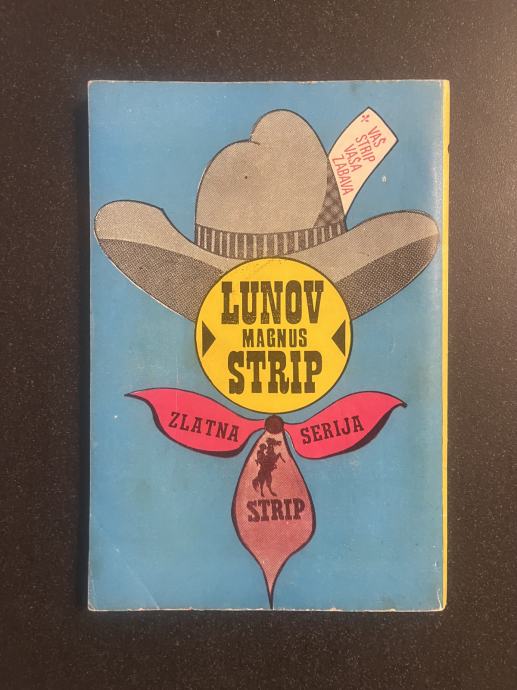 VAŠ
STRIP
VAŠA
ZABAVA
LUNOV
MAGNUS
STRIP
ZLATNA SERIJA
STRIP